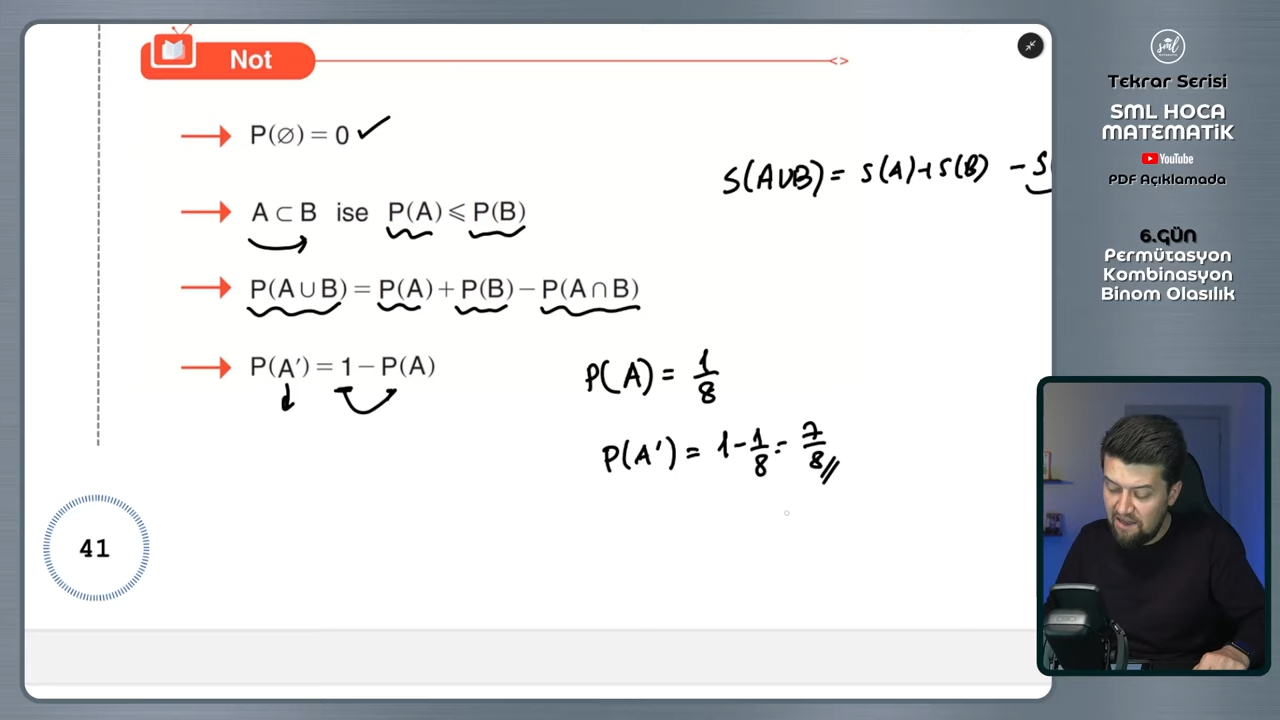 Not
P(∅) = 0 ✓
S(A∪B) = S(A)+S(B) - S(
A ⊂ B ise P(A) ⩽ P(B)
P(A∪B) = P(A) + P(B) − P(A∩B)
P(A′) = 1 − P(A)
P(A) = 1/8
P(A') = 1 - 1/8 = 7/8 //
41
sml
Tekrar Serisi
SML HOCA
MATEMATİK
YouTube
PDF Açıklamada
6.GÜN
Permütasyon
Kombinasyon
Binom Olasılık